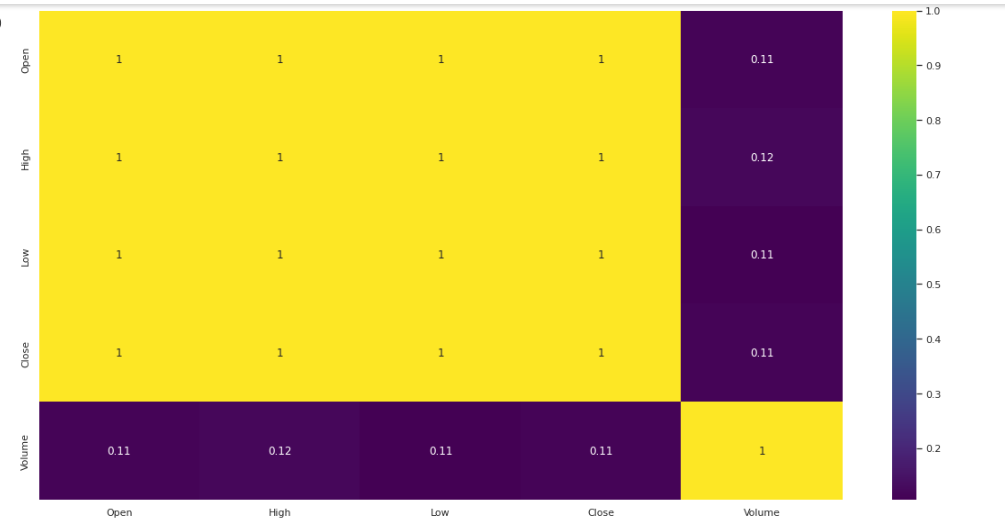 Open 1 1 1 1 0.11
High 1 1 1 1 0.12
Low 1 1 1 1 0.11
Close 1 1 1 1 0.11
Volume 0.11 0.12 0.11 0.11 1
Open High Low Close Volume
1.0
0.9
0.8
0.7
0.6
0.5
0.4
0.3
0.2